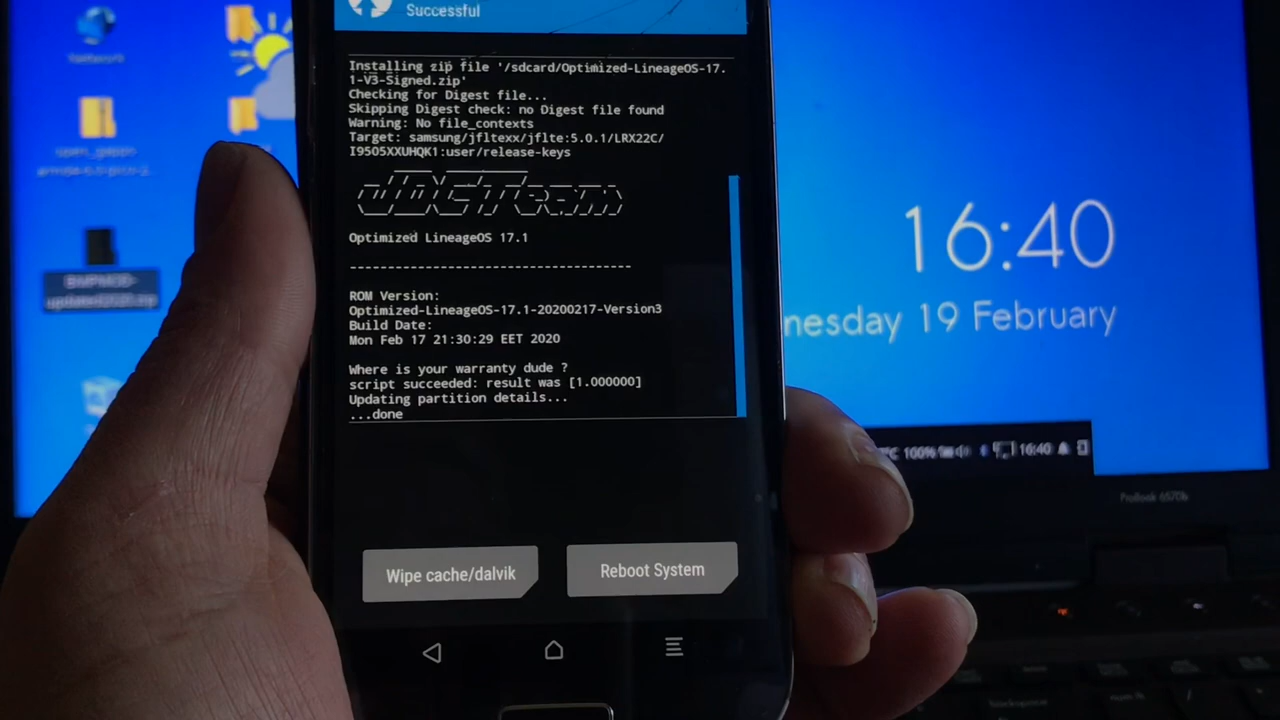 Successful
Installing zip file '/sdcard/Optimized-LineageOS-17.
1-V3-Signed.zip'
Checking for Digest file...
Skipping Digest check: no Digest file found
Warning: No file_contexts
Target: samsung/jfltexx/jflte:5.0.1/LRX22C/
I9505XXUHQK1:user/release-keys
JDCTeam
Optimized LineageOS 17.1
-------------------------------------
ROM Version:
Optimized-LineageOS-17.1-20200217-Version3
Build Date:
Mon Feb 17 21:30:29 EET 2020
Where is your warranty dude ?
script succeeded: result was [1.000000]
Updating partition details...
...done
Wipe cache/dalvik
Reboot System
16:40
nesday 19 February
°C 100% 16:40
ProBook 6570b